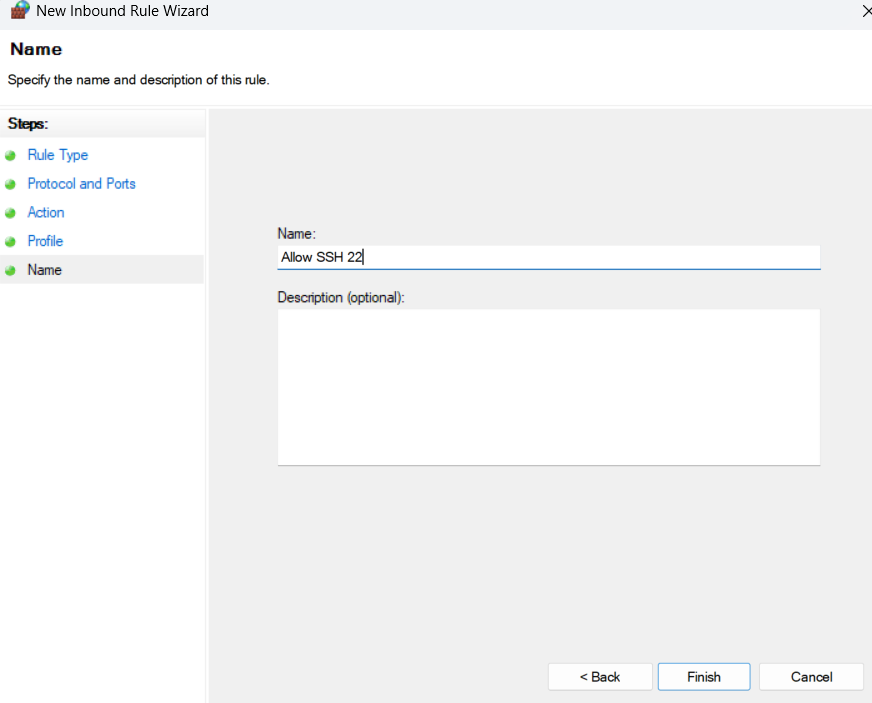 New Inbound Rule Wizard
Name
Specify the name and description of this rule.
Steps:
Rule Type
Protocol and Ports
Action
Profile
Name
Name:
Allow SSH 22
Description (optional):
< Back
Finish
Cancel